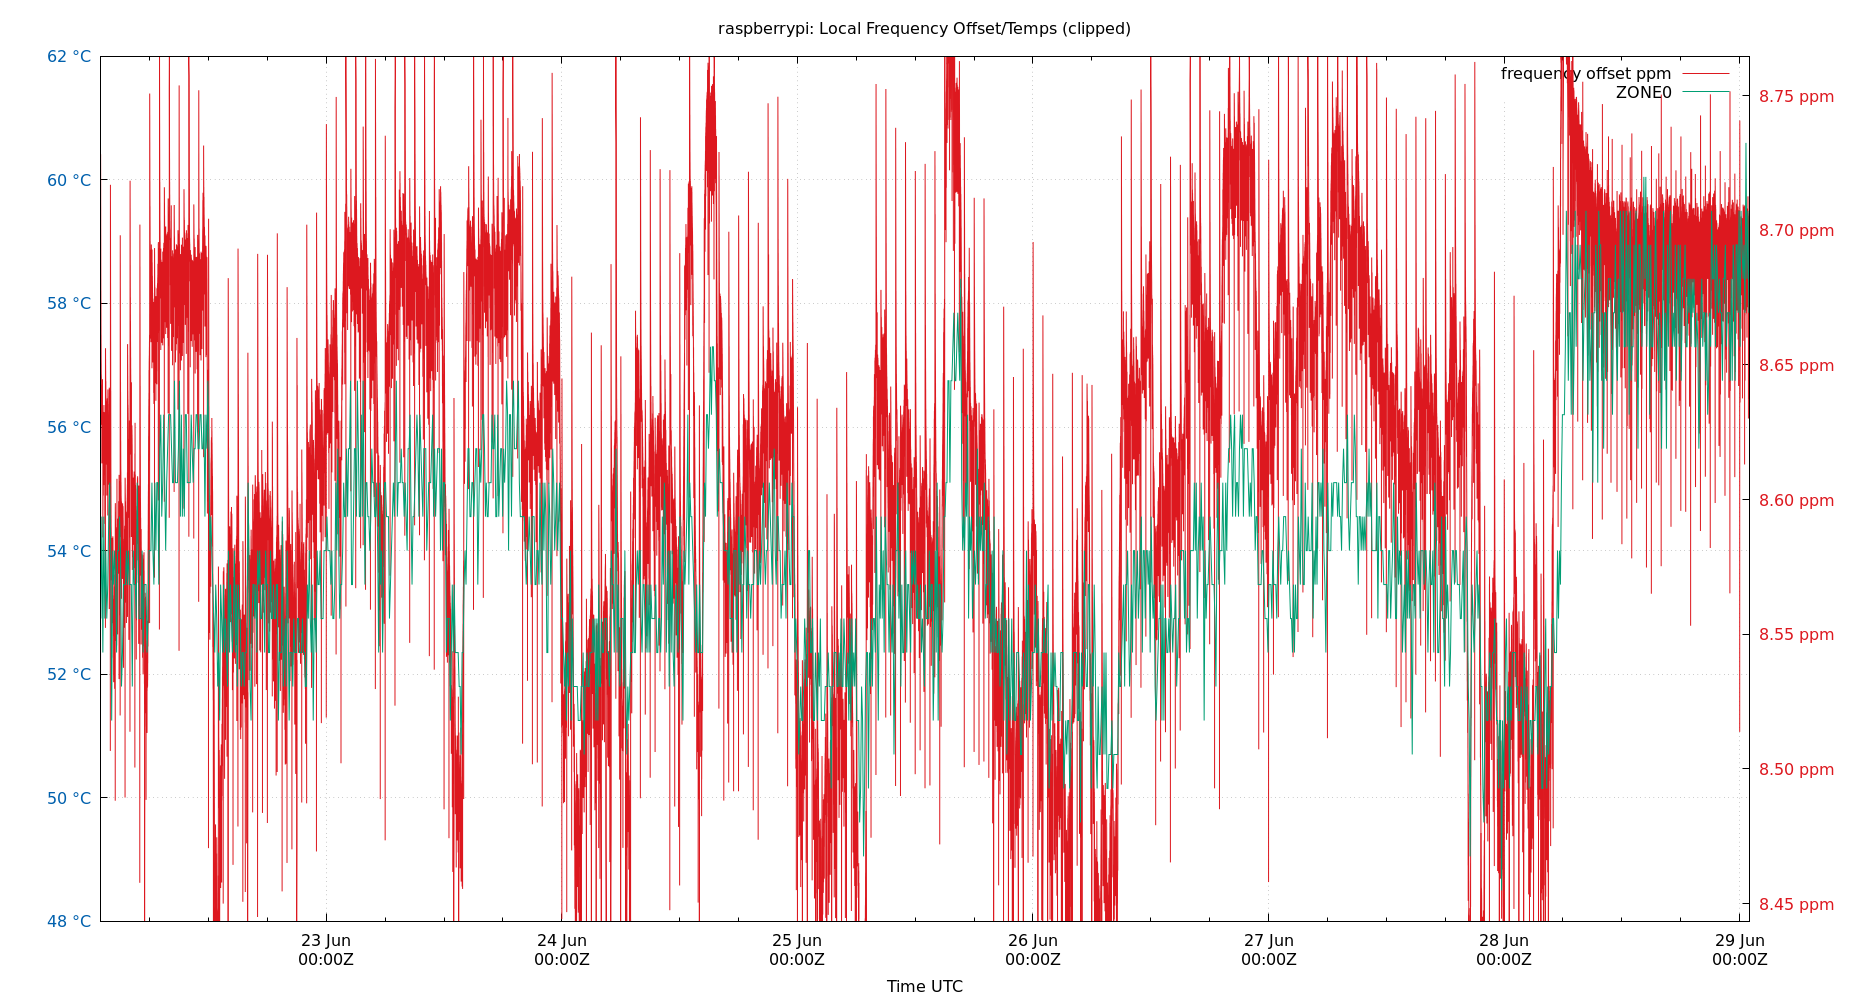 raspberrypi: Local Frequency Offset/Temps (clipped)
62 °C
60 °C
58 °C
56 °C
54 °C
52 °C
50 °C
48 °C
frequency offset ppm
ZONE0
8.75 ppm
8.70 ppm
8.65 ppm
8.60 ppm
8.55 ppm
8.50 ppm
8.45 ppm
23 Jun
00:00Z
24 Jun
00:00Z
25 Jun
00:00Z
26 Jun
00:00Z
27 Jun
00:00Z
28 Jun
00:00Z
29 Jun
00:00Z
Time UTC